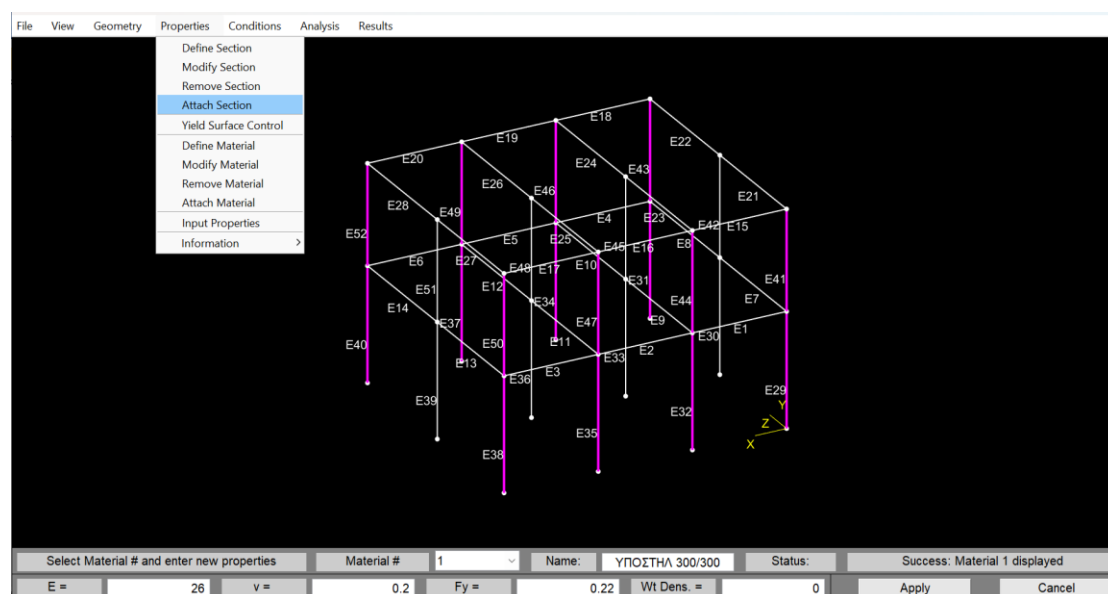 File View Geometry Properties Conditions Analysis Results
Define Section
Modify Section
Remove Section
Attach Section
Yield Surface Control
Define Material
Modify Material
Remove Material
Attach Material
Input Properties
Information
E18
E19
E20
E22
E24
E43
E26
E46
E21
E28
E49
E4
E23
E42
E15
E52
E5
E25
E45
E16
E8
E6
E27
E48
E17
E10
E31
E41
E51
E12
E34
E44
E7
E14
E37
E47
E9
E30
E1
E40
E50
E11
E33
E2
E13
E36
E3
E39
E29
E32
E35
E38
Y
Z
X
Select Material # and enter new properties Material # 1 Name: ΥΠΟΣΤΗΛ 300/300 Status: Success: Material 1 displayed
E = 26 v = 0.2 Fy = 0.22 Wt Dens. = 0 Apply Cancel